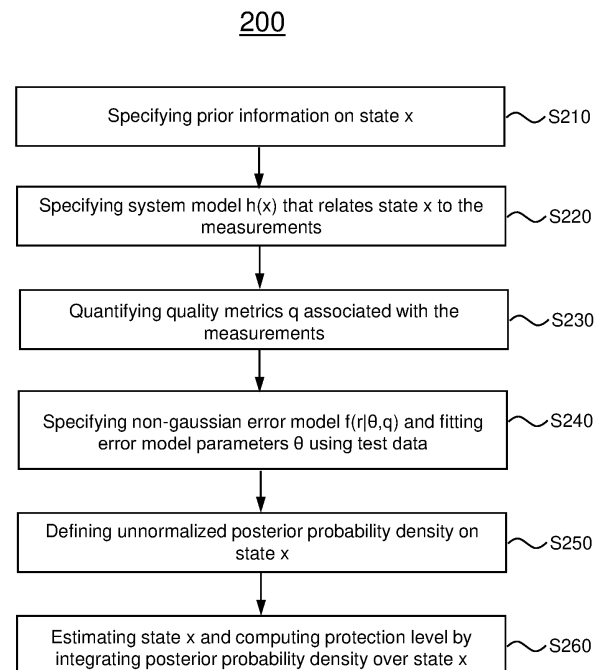 200
Specifying prior information on state x
S210
Specifying system model h(x) that relates state x to the
measurements
S220
Quantifying quality metrics q associated with the
measurements
S230
Specifying non-gaussian error model f(r|θ,q) and fitting
error model parameters θ using test data
S240
Defining unnormalized posterior probability density on
state x
S250
Estimating state x and computing protection level by
integrating posterior probability density over state x
S260